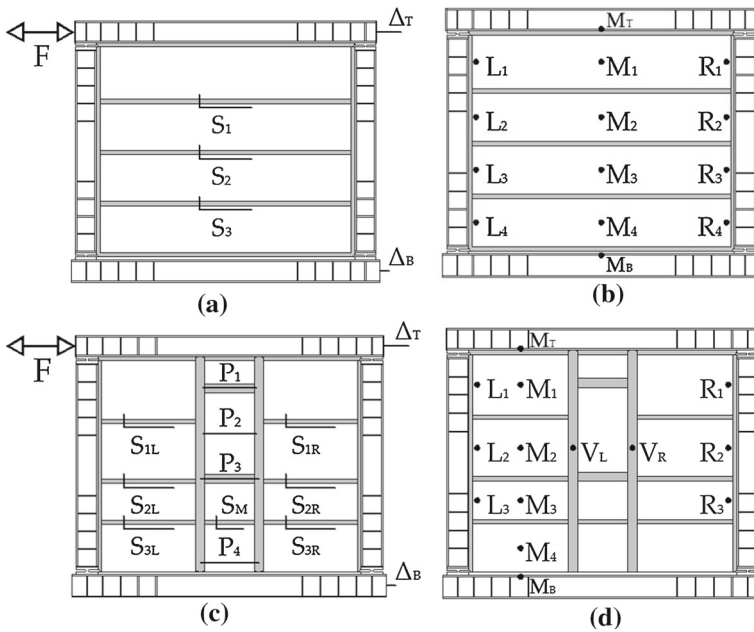 F
ΔT
S1
S2
S3
ΔB
(a)
MT
L1 M1 R1
L2 M2 R2
L3 M3 R3
L4 M4 R4
MB
(b)
F
ΔT
P1
P2
S1L S1R
P3
S2L SM S2R
S3L P4 S3R
ΔB
(c)
MT
L1 M1 R1
L2 M2 VL VR R2
L3 M3 R3
M4
MB
(d)